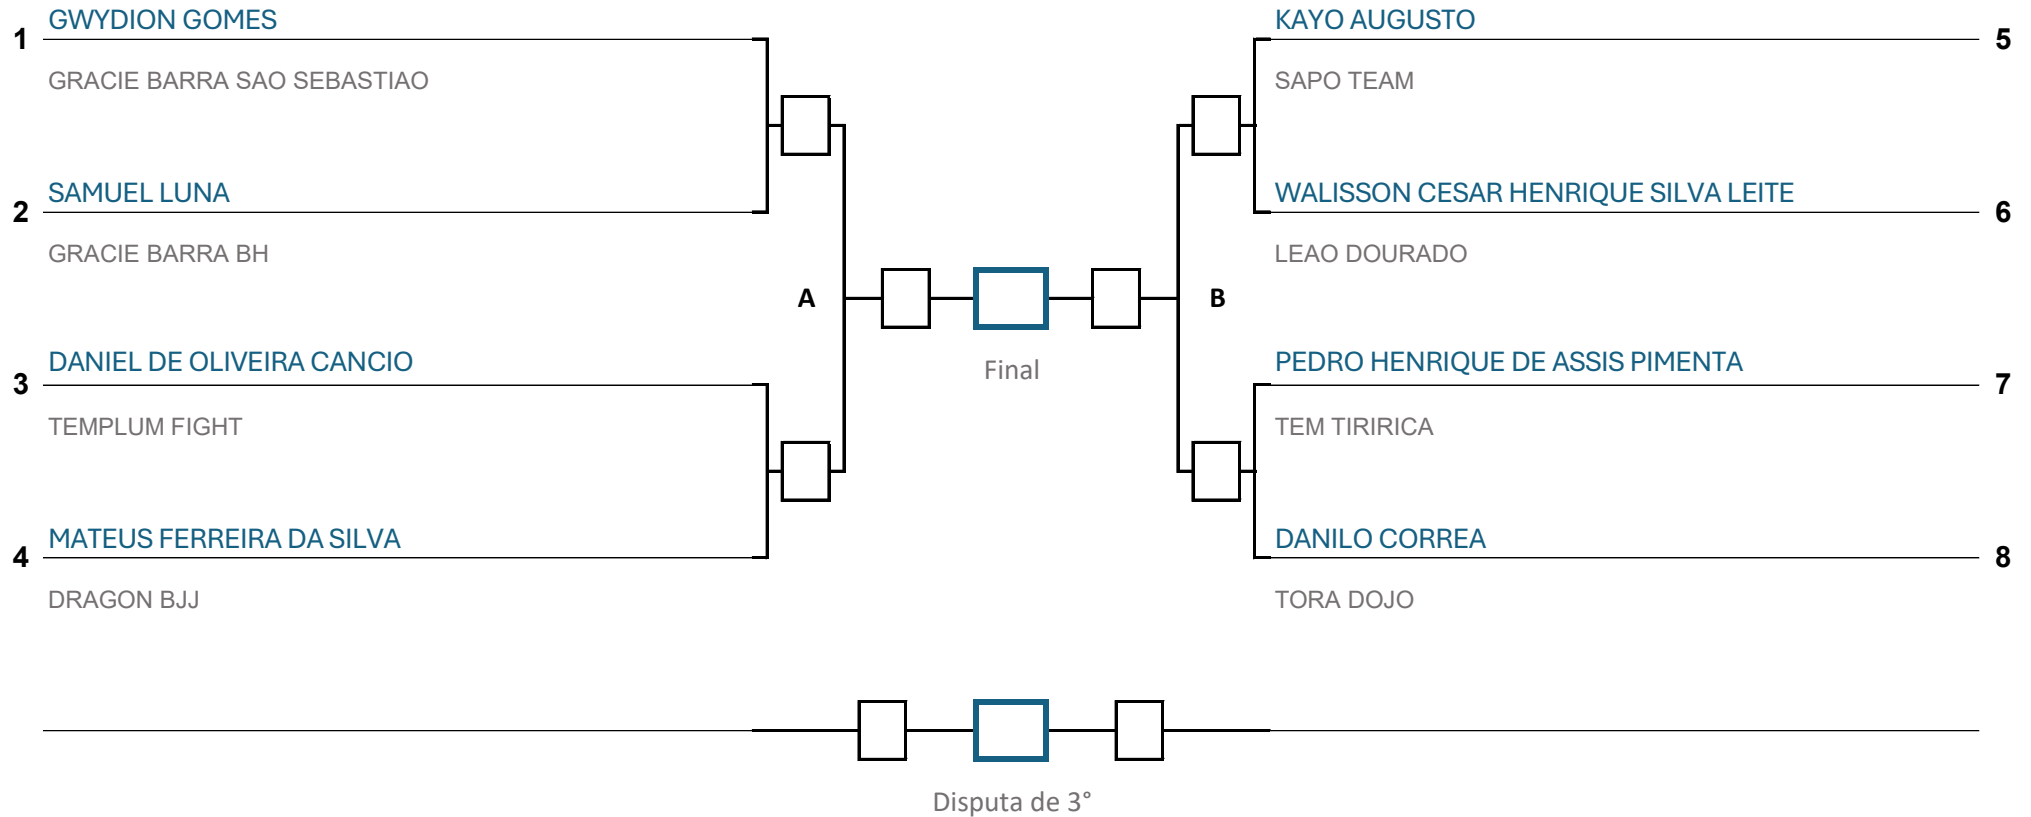 1
GWYDION GOMES
GRACIE BARRA SAO SEBASTIAO
2
SAMUEL LUNA
GRACIE BARRA BH
A
3
DANIEL DE OLIVEIRA CANCIO
TEMPLUM FIGHT
4
MATEUS FERREIRA DA SILVA
DRAGON BJJ
Final
KAYO AUGUSTO
5
SAPO TEAM
WALISSON CESAR HENRIQUE SILVA LEITE
6
LEAO DOURADO
B
PEDRO HENRIQUE DE ASSIS PIMENTA
7
TEM TIRIRICA
DANILO CORREA
8
TORA DOJO
Disputa de 3°